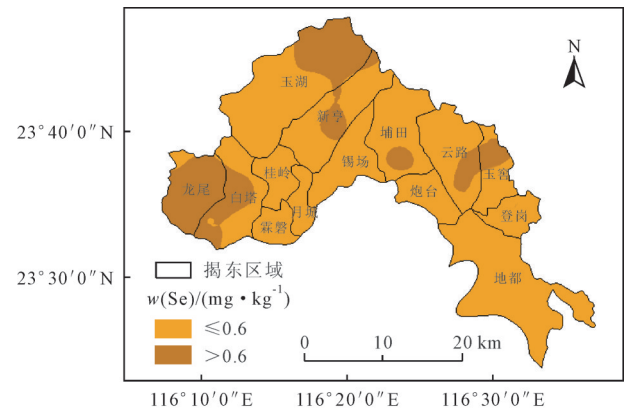 N
玉湖
23°40′0″N
新亨
埔田
云路
锡场
桂岭
玉窖
龙尾
白塔
炮台
月城
登岗
霖磐
23°30′0″N
地都
揭东区域
w(Se)/(mg·kg⁻¹)
≤0.6
>0.6
0 10 20 km
116°10′0″E 116°20′0″E 116°30′0″E